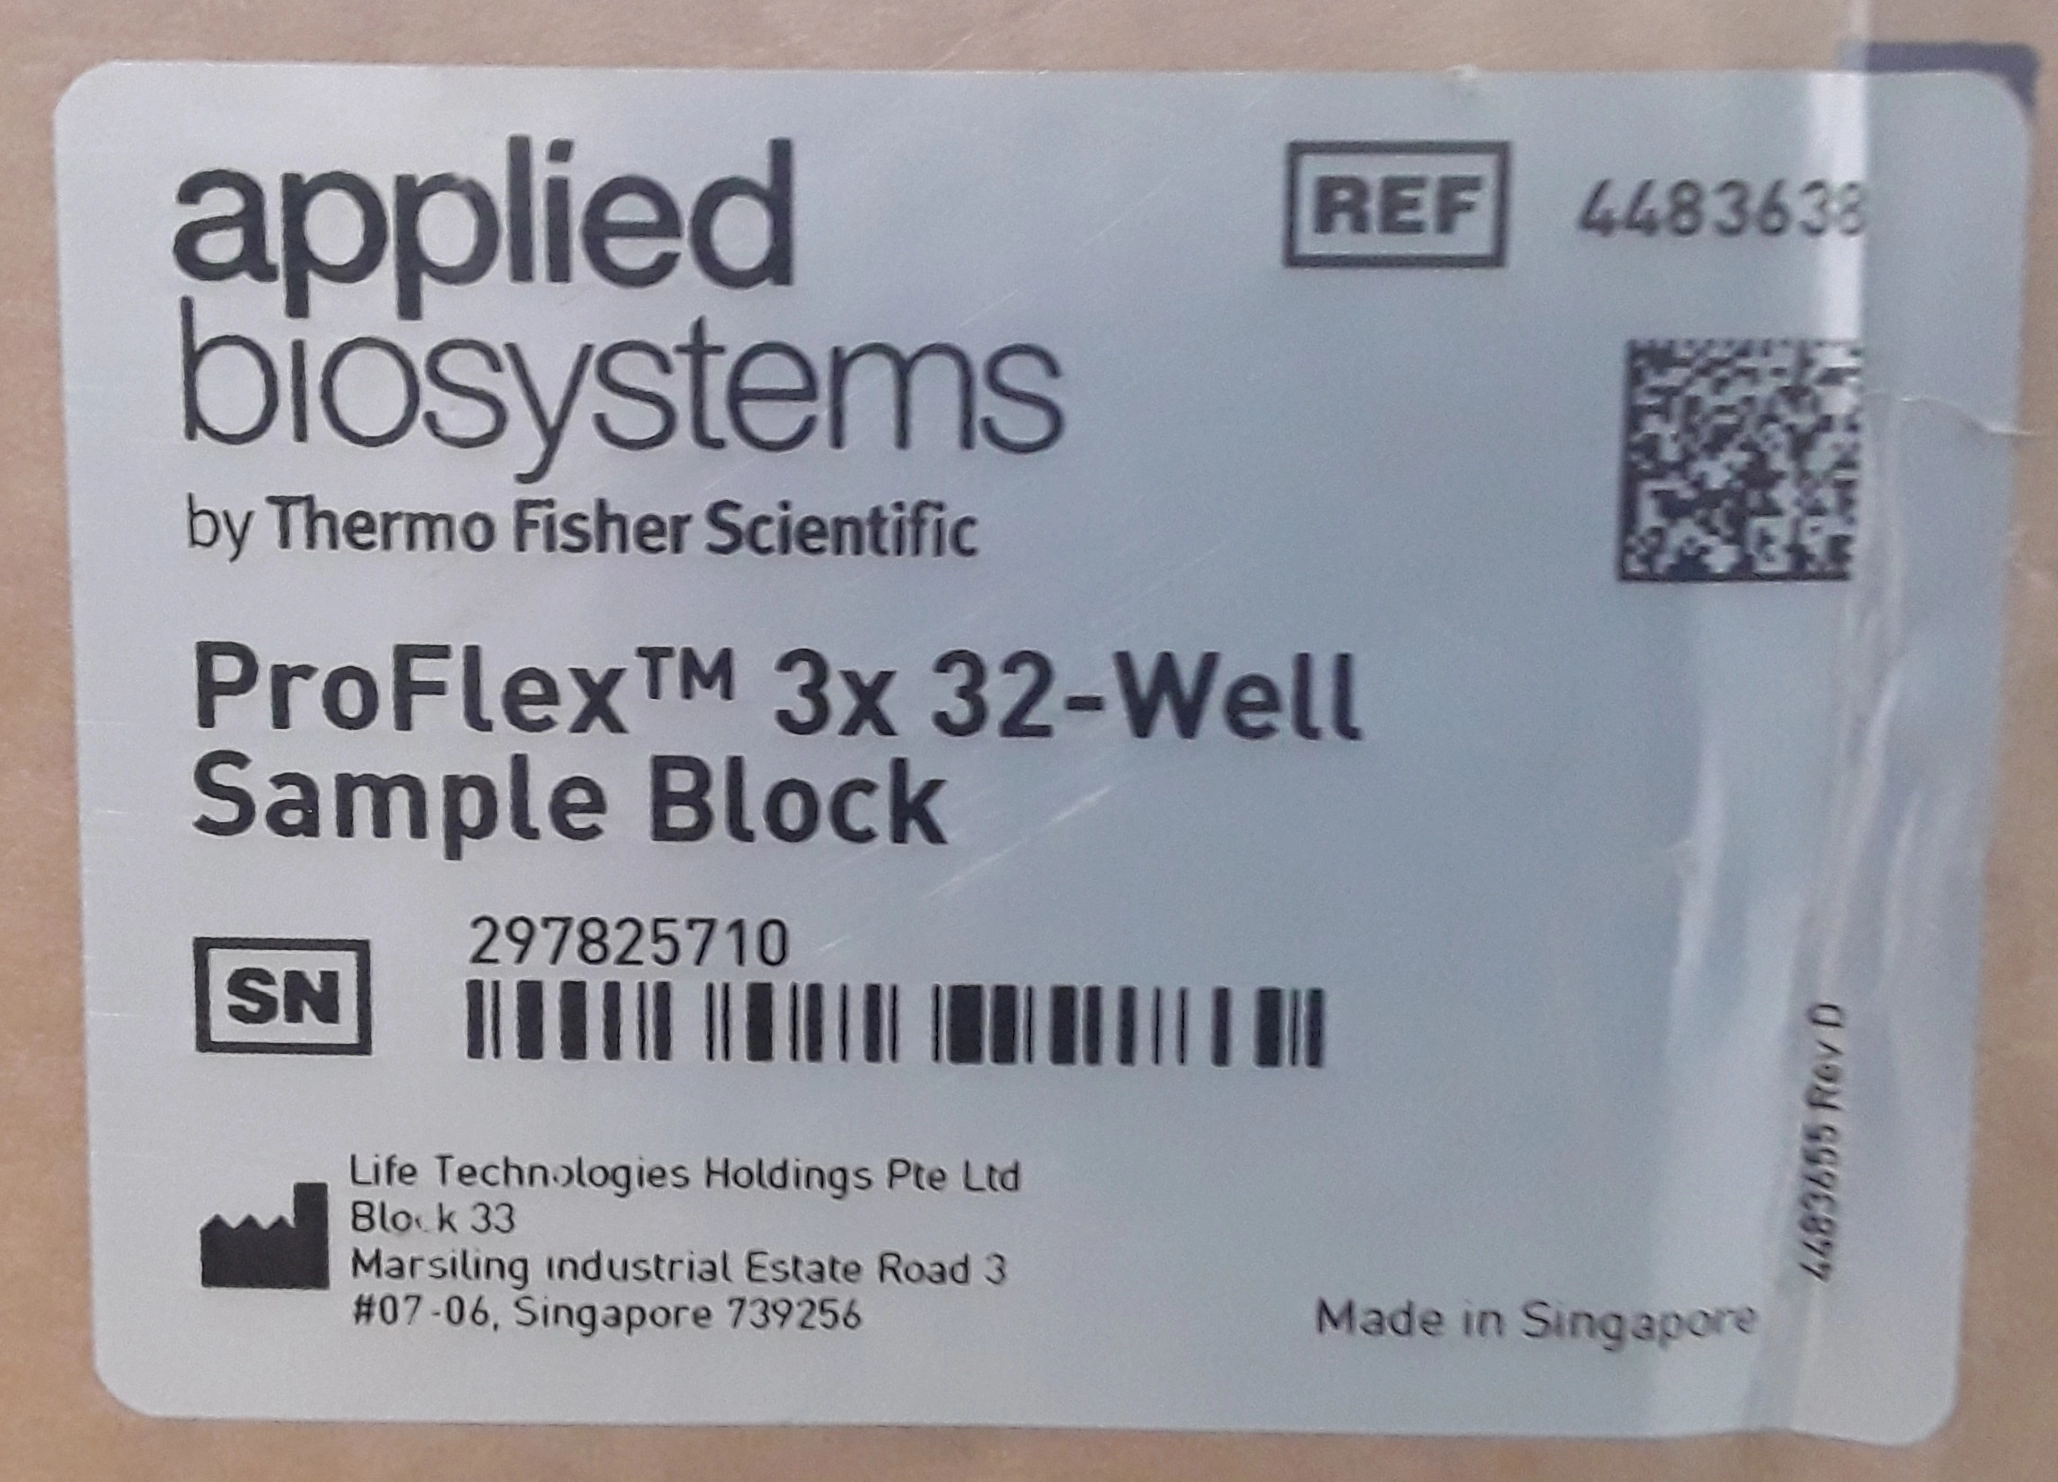 applied
biosystems
by Thermo Fisher Scientific
REF 4483638
ProFlex™ 3x 32-Well
Sample Block
SN 297825710
Life Technologies Holdings Pte Ltd
Block 33
Marsiling industrial Estate Road 3
#07-06, Singapore 739256
Made in Singapore
4483655 Rev D